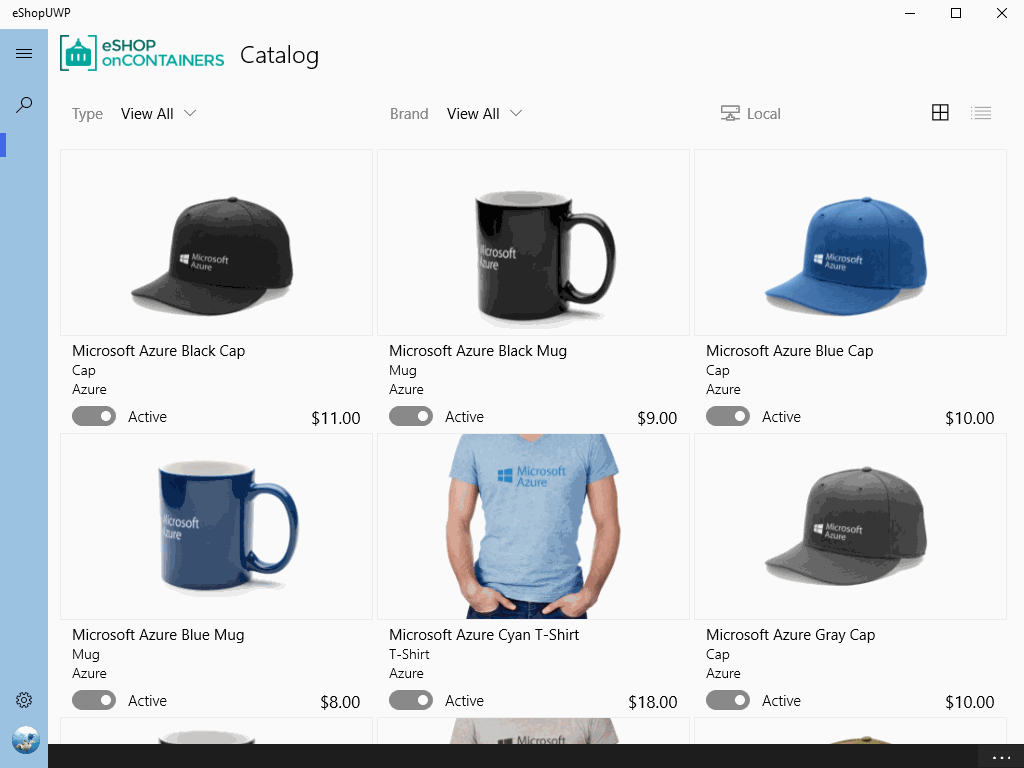 eShopUWP
eSHOP
onCONTAINERS
Catalog
Type View All
Brand View All
Local
Microsoft
Azure
Microsoft
Azure
Microsoft
Azure
Microsoft Azure Black Cap
Cap
Azure
Active $11.00
Microsoft Azure Black Mug
Mug
Azure
Active $9.00
Microsoft Azure Blue Cap
Cap
Azure
Active $10.00
Microsoft
Azure
Microsoft
Azure
Microsoft
Azure
Microsoft Azure Blue Mug
Mug
Azure
Active $8.00
Microsoft Azure Cyan T-Shirt
T-Shirt
Azure
Active $18.00
Microsoft Azure Gray Cap
Cap
Azure
Active $10.00
Microsoft